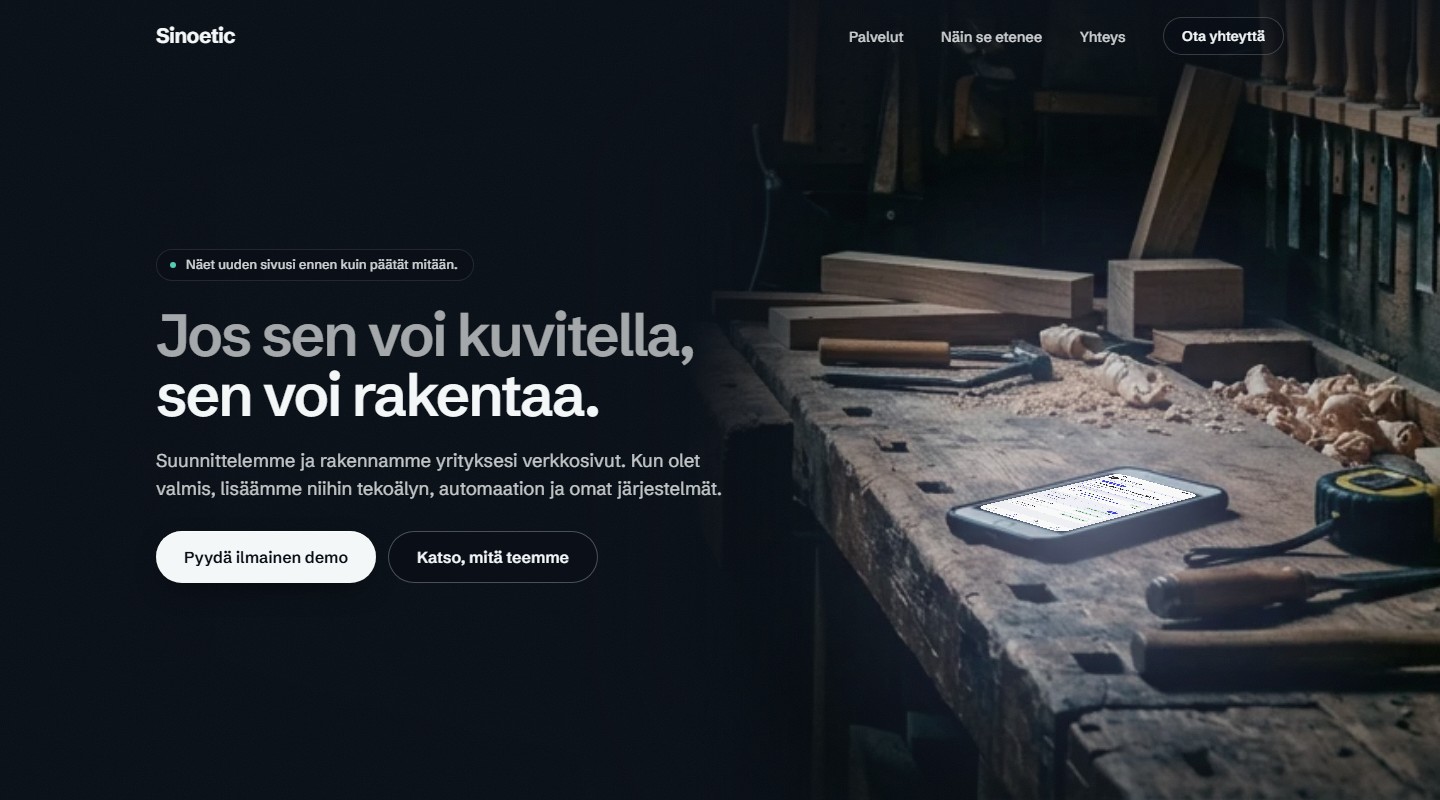 Sinoetic
Palvelut
Näin se etenee
Yhteys
Ota yhteyttä
Näet uuden sivusi ennen kuin päätät mitään.
Jos sen voi kuvitella,
sen voi rakentaa.
Suunnittelemme ja rakennamme yrityksesi verkkosivut. Kun olet
valmis, lisäämme niihin tekoälyn, automaation ja omat järjestelmät.
Pyydä ilmainen demo
Katso, mitä teemme